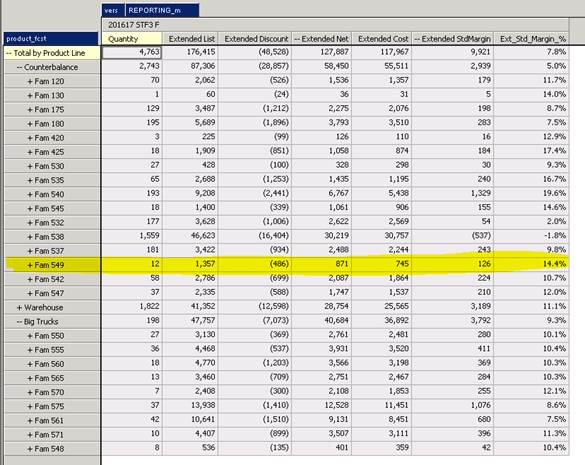 vers REPORTING_m
201617 STF3 F
product_fcst Quantity Extended List Extended Discount -- Extended Net Extended Cost -- Extended StdMargin Ext_Std_Margin_%
-- Total by Product Line 4,763 176,415 (48,528) 127,887 117,967 9,921 7.8%
-- Counterbalance 2,743 87,305 (28,857) 58,450 55,511 2,939 5.0%
+ Fam 120 70 2,062 (526) 1,536 1,357 179 11.7%
+ Fam 130 1 60 (24) 36 31 5 14.0%
+ Fam 175 129 3,487 (1,212) 2,275 2,076 198 8.7%
+ Fam 180 195 5,689 (1,896) 3,793 3,510 283 7.5%
+ Fam 420 3 225 (99) 126 110 16 12.9%
+ Fam 425 18 1,909 (851) 1,058 874 184 17.4%
+ Fam 530 27 428 (100) 328 298 30 9.3%
+ Fam 535 65 2,688 (1,253) 1,435 1,195 240 16.7%
+ Fam 540 193 9,208 (2,441) 6,767 5,438 1,329 19.6%
+ Fam 545 18 1,400 (339) 1,061 906 155 14.6%
+ Fam 532 177 3,628 (1,006) 2,622 2,569 54 2.0%
+ Fam 538 1,559 46,623 (16,404) 30,219 30,757 (537) -1.8%
+ Fam 537 181 3,422 (934) 2,488 2,244 243 9.8%
+ Fam 549 12 1,357 (486) 871 745 126 14.4%
+ Fam 542 58 2,786 (699) 2,087 1,864 224 10.7%
+ Fam 547 37 2,335 (588) 1,747 1,537 210 12.0%
+ Warehouse 1,822 41,352 (12,598) 28,754 25,565 3,189 11.1%
-- Big Trucks 198 47,757 (7,073) 40,684 36,892 3,792 9.3%
+ Fam 550 27 3,130 (369) 2,761 2,481 280 10.1%
+ Fam 555 36 4,468 (537) 3,931 3,520 411 10.4%
+ Fam 560 18 4,770 (1,203) 3,566 3,198 369 10.3%
+ Fam 565 13 3,460 (709) 2,751 2,467 284 10.3%
+ Fam 570 7 2,408 (300) 2,108 1,853 255 12.1%
+ Fam 575 37 13,938 (1,410) 12,528 11,451 1,076 8.6%
+ Fam 561 42 10,641 (1,510) 9,131 8,451 680 7.5%
+ Fam 571 10 4,407 (899) 3,507 3,111 396 11.3%
+ Fam 548 8 536 (135) 401 359 42 10.4%